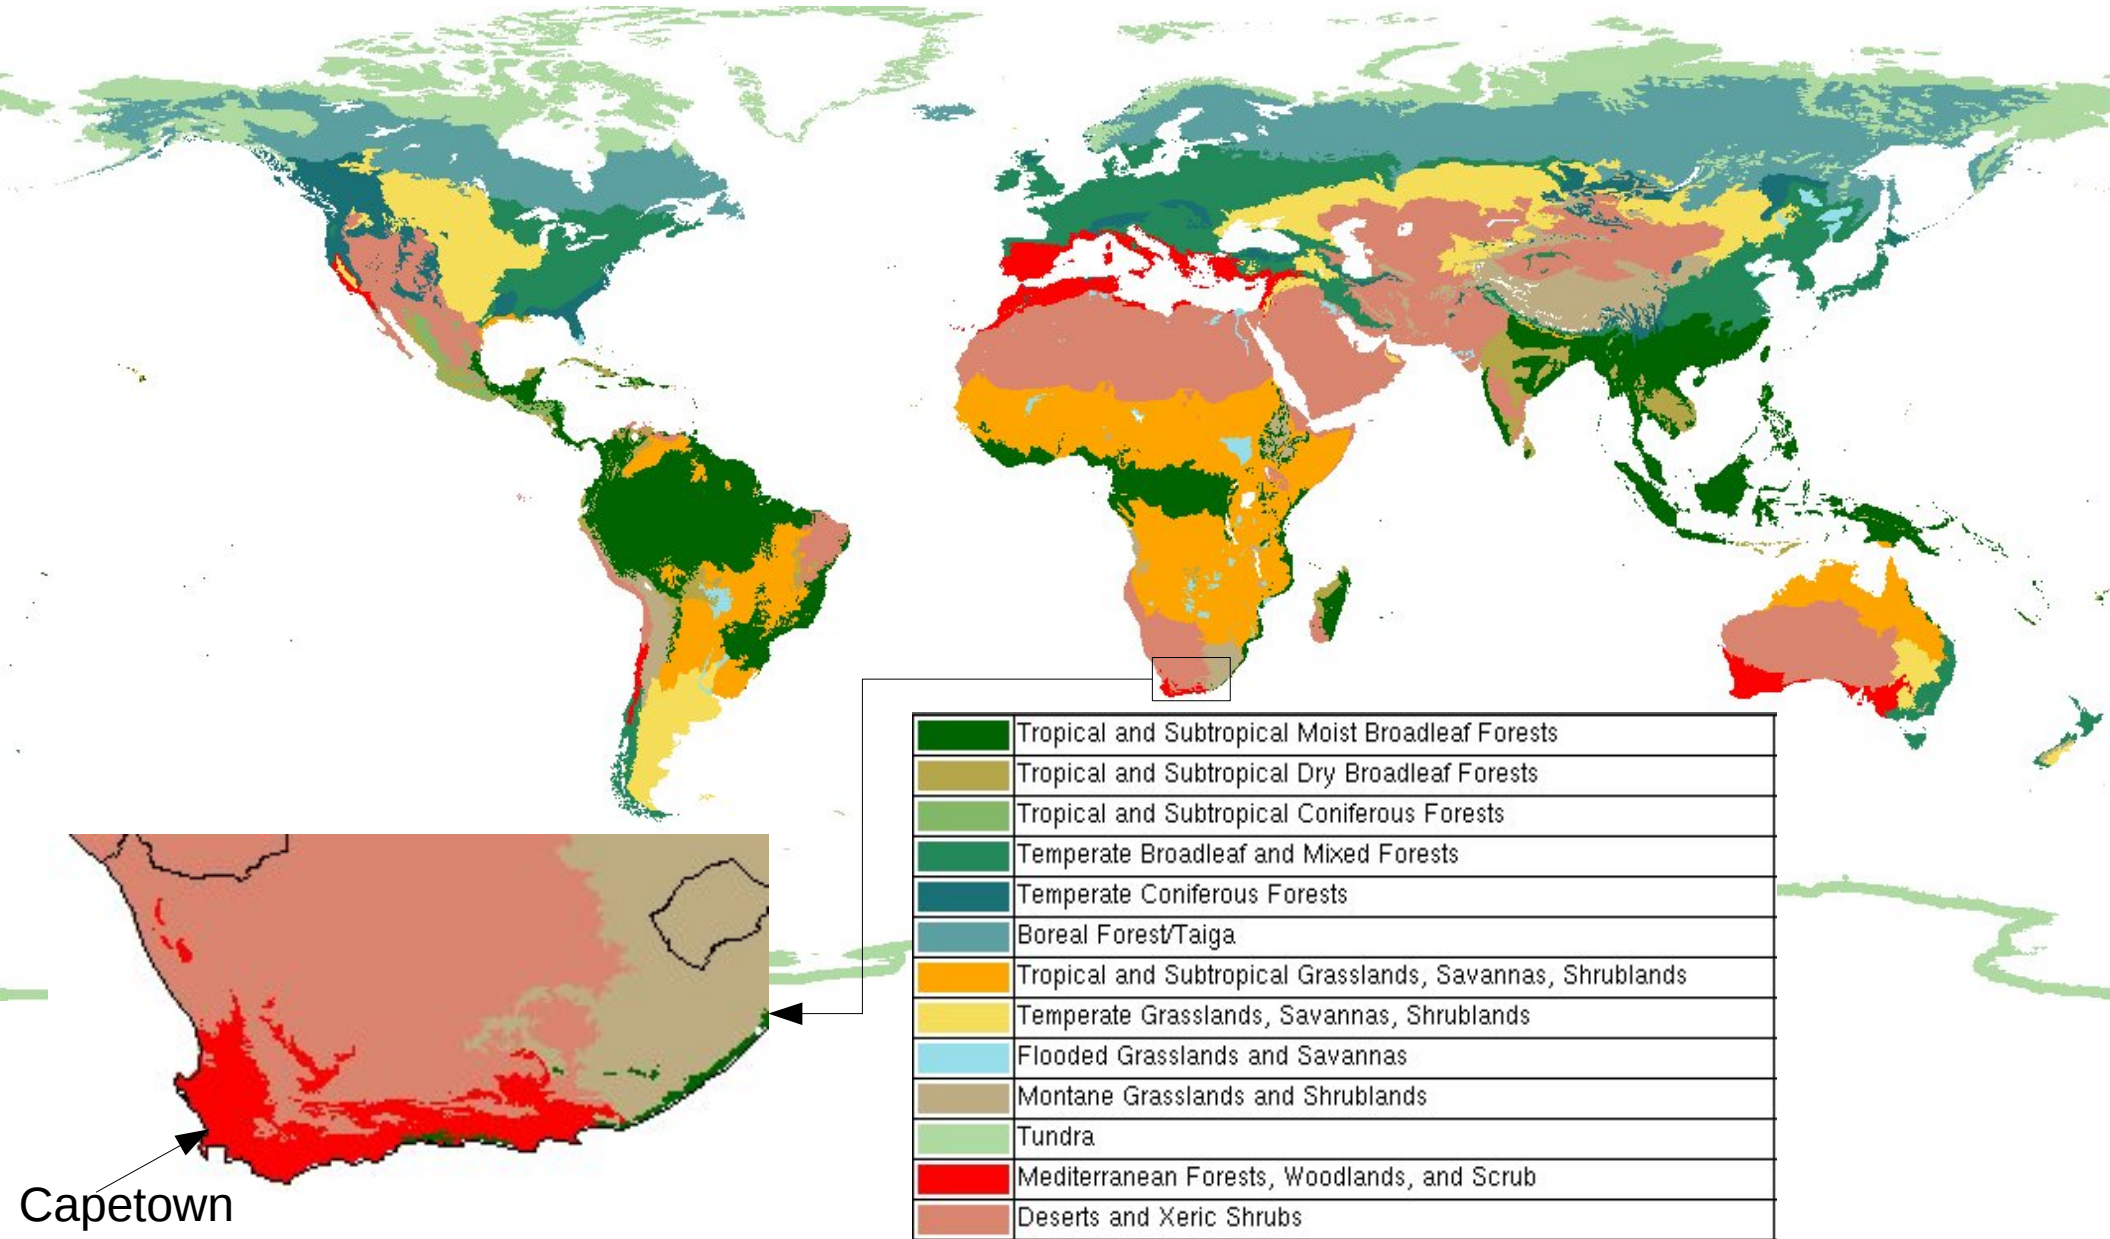 Tropical and Subtropical Moist Broadleaf Forests
Tropical and Subtropical Dry Broadleaf Forests
Tropical and Subtropical Coniferous Forests
Temperate Broadleaf and Mixed Forests
Temperate Coniferous Forests
Boreal Forest/Taiga
Tropical and Subtropical Grasslands, Savannas, Shrublands
Temperate Grasslands, Savannas, Shrublands
Flooded Grasslands and Savannas
Montane Grasslands and Shrublands
Tundra
Mediterranean Forests, Woodlands, and Scrub
Deserts and Xeric Shrubs
Capetown